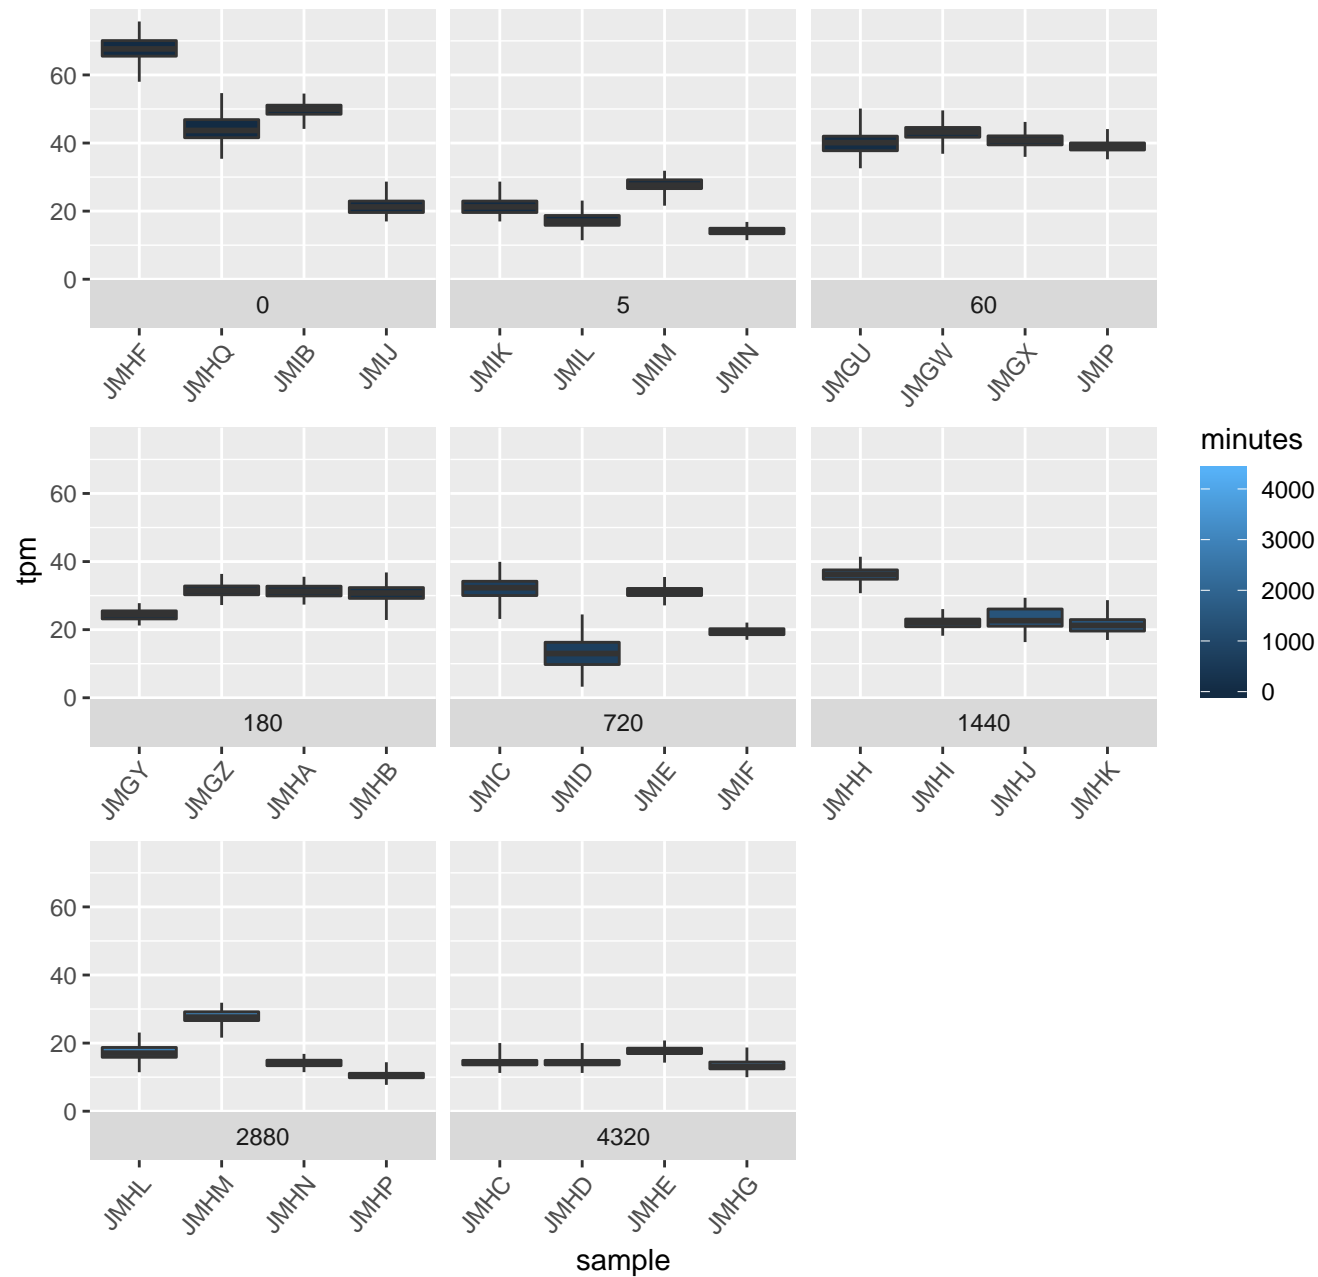 60
40
20
0
0
5
60
JMHF
JMHQ
JMIB
JMIJ
JMIK
JMIL
JMIM
JMIN
JMGU
JMGW
JMGX
JMIP
tpm
60
40
20
0
180
720
1440
JMGY
JMGZ
JMHA
JMHB
JMIC
JMID
JMIE
JMIF
JMHH
JMHI
JMHJ
JMHK
minutes
4000
3000
2000
1000
0
60
40
20
0
2880
4320
JMHL
JMHM
JMHN
JMHP
JMHC
JMHD
JMHE
JMHG
sample